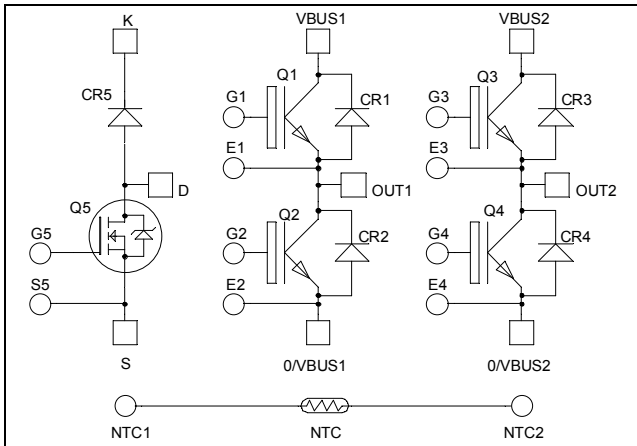 K
VBUS1
VBUS2
CR5
G1
Q1
CR1
G3
Q3
CR3
E1
E3
D
OUT1
OUT2
Q5
G5
G2
Q2
CR2
G4
Q4
CR4
S5
E2
E4
S
0/VBUS1
0/VBUS2
NTC1
NTC
NTC2